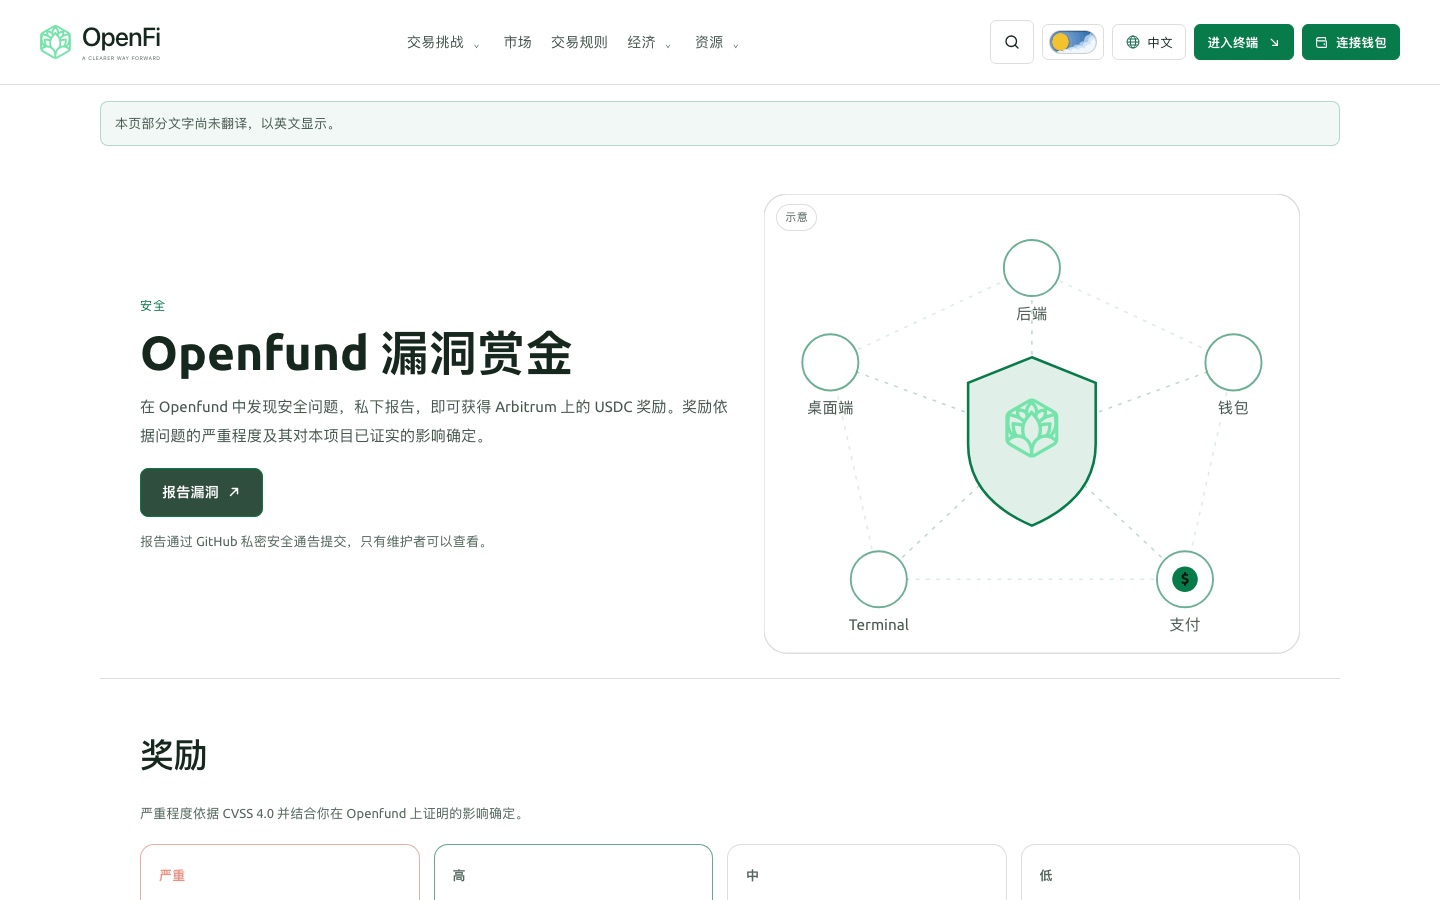 OpenFi
A CLEARER WAY FORWARD
交易挑战
市场
交易规则
经济
资源
中文
进入终端
连接钱包
本页部分文字尚未翻译，以英文显示。
示意
安全
Openfund 漏洞赏金
在 Openfund 中发现安全问题，私下报告，即可获得 Arbitrum 上的 USDC 奖励。奖励依
据问题的严重程度及其对本项目已证实的影响确定。
报告漏洞
报告通过 GitHub 私密安全通告提交，只有维护者可以查看。
后端
桌面端
钱包
Terminal
$
支付
奖励
严重程度依据 CVSS 4.0 并结合你在 Openfund 上证明的影响确定。
严重
高
中
低